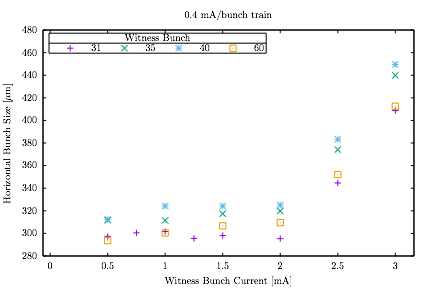 0.4 mA/bunch train
Witness Bunch
31 35 40 60
480
460
440
420
400
380
360
340
320
300
280
Horizontal Bunch Size [μm]
0 0.5 1 1.5 2 2.5 3
Witness Bunch Current [mA]